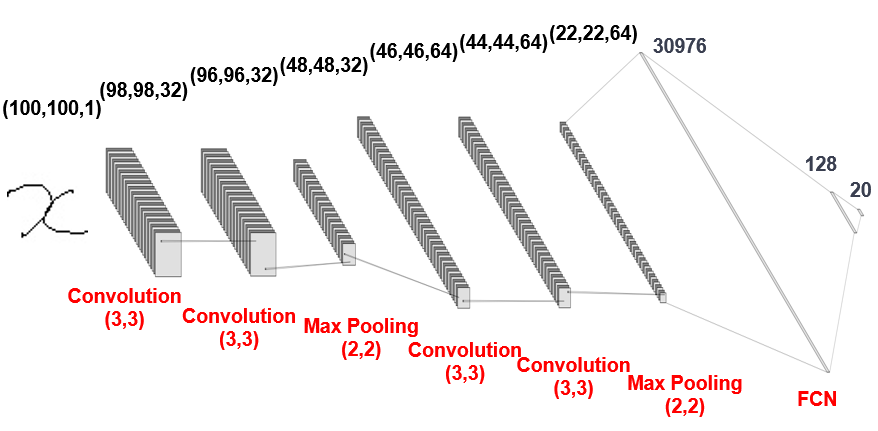 (100,100,1)
(98,98,32)
(96,96,32)
(48,48,32)
(46,46,64)
(44,44,64)
(22,22,64)
30976
128
20
x
Convolution
(3,3)
Convolution
(3,3)
Max Pooling
(2,2)
Convolution
(3,3)
Convolution
(3,3)
Max Pooling
(2,2)
FCN